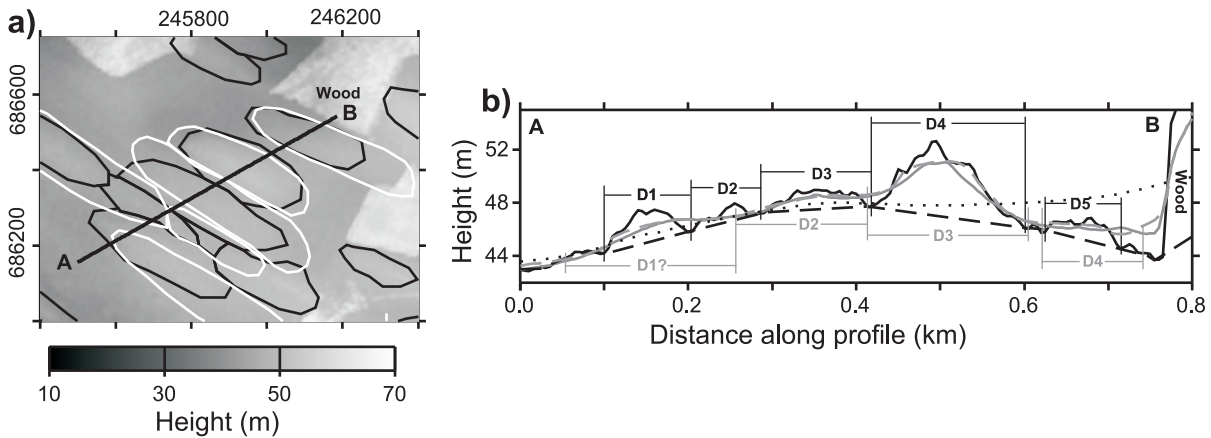 a)
245800
246200
686600
686200
Wood
B
A
10
30
50
70
Height (m)
b)
A
B
D4
D3
D1
D2
D5
D2
D3
D1?
D4
Wood
52
48
44
Height (m)
0.0
0.2
0.4
0.6
0.8
Distance along profile (km)